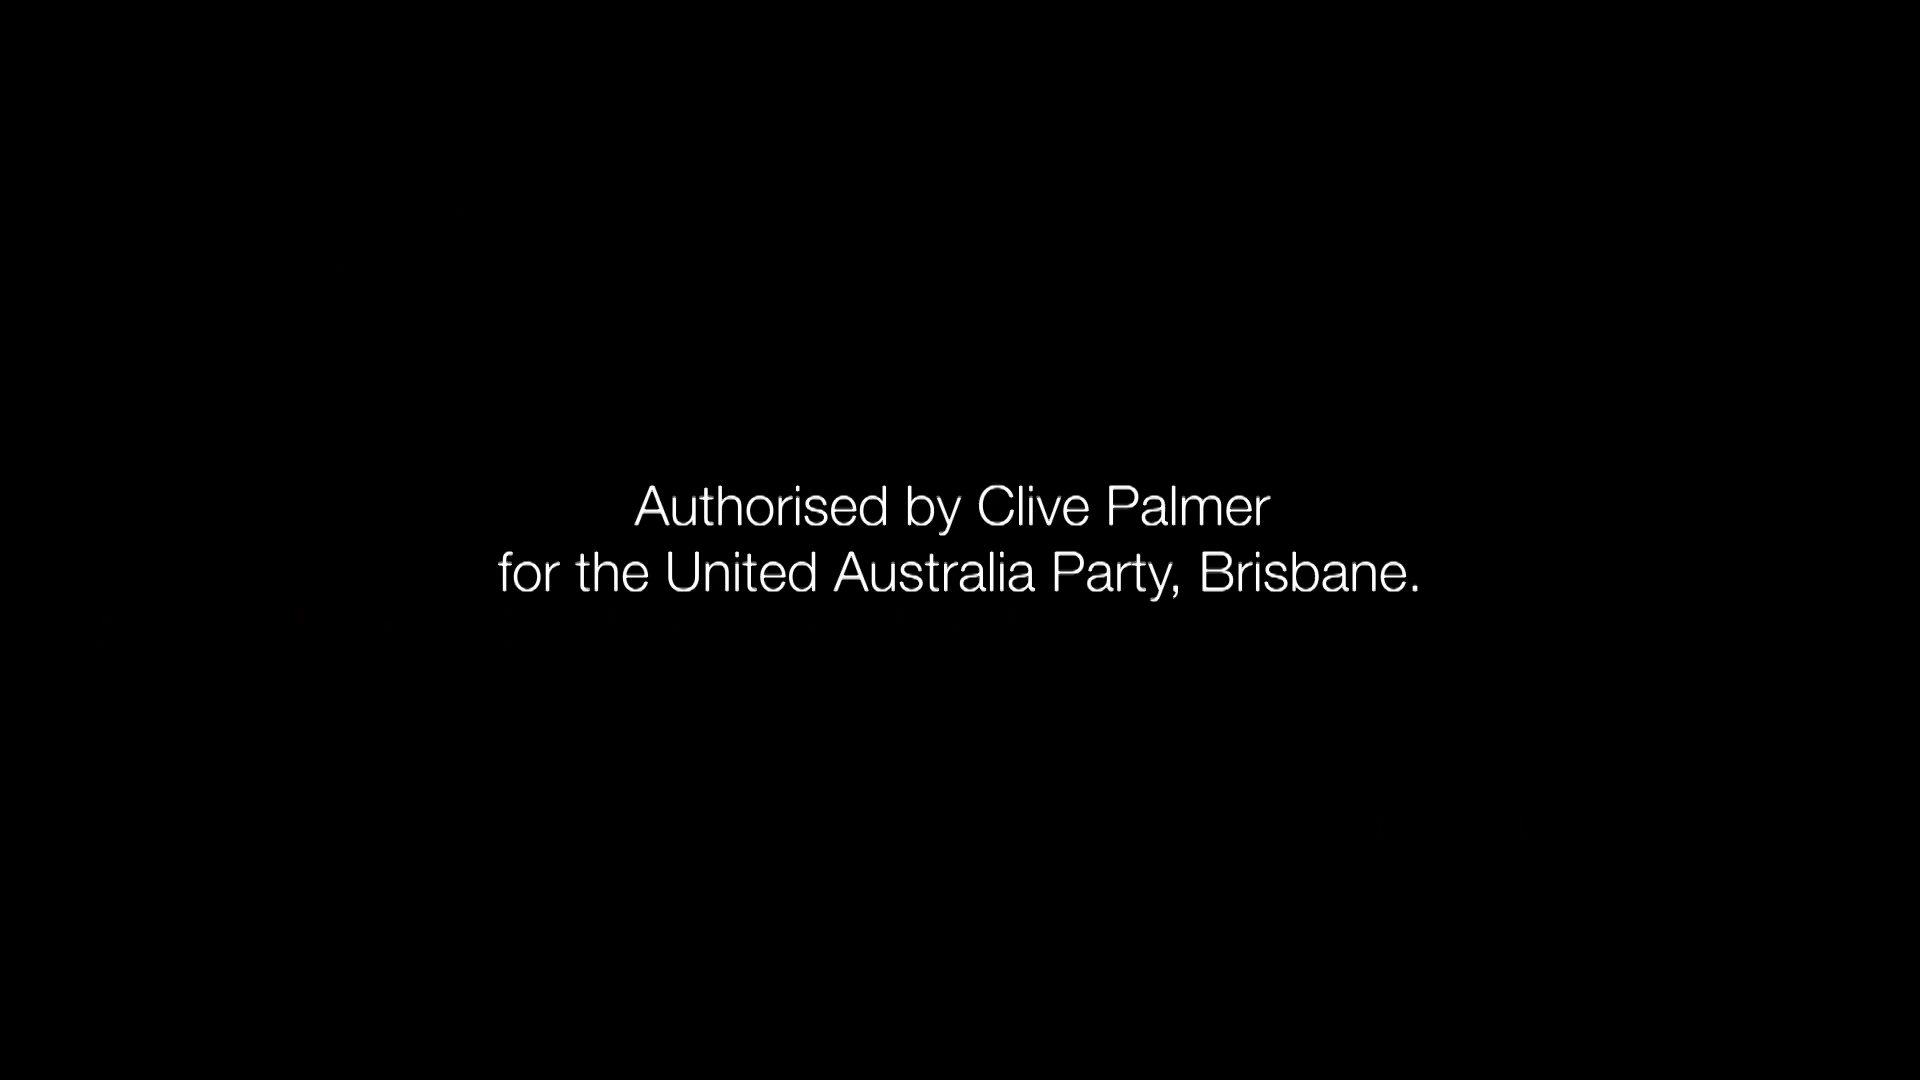 Authorised by Clive Palmer
for the United Australia Party, Brisbane.